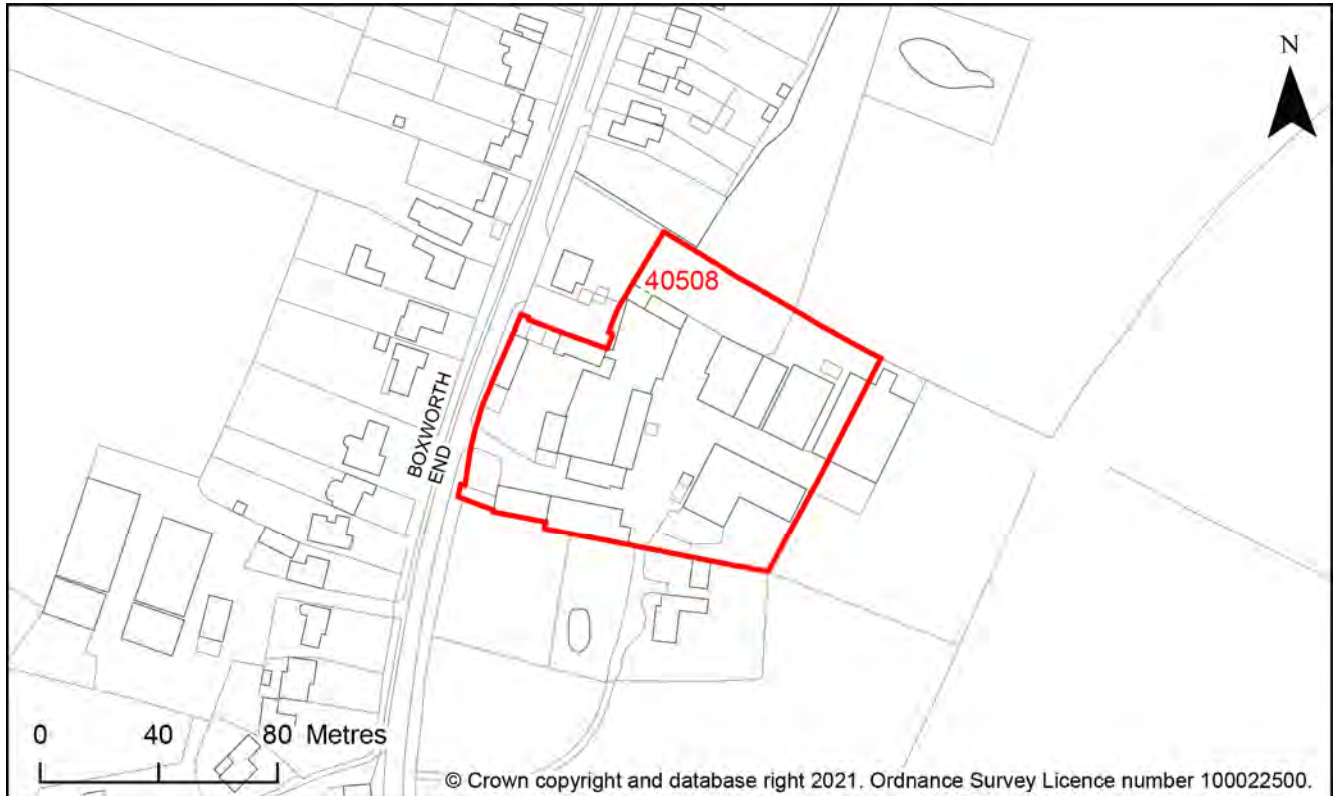 N
40508
BOXWORTH
END
0 40 80 Metres
© Crown copyright and database right 2021. Ordnance Survey Licence number 100022500.